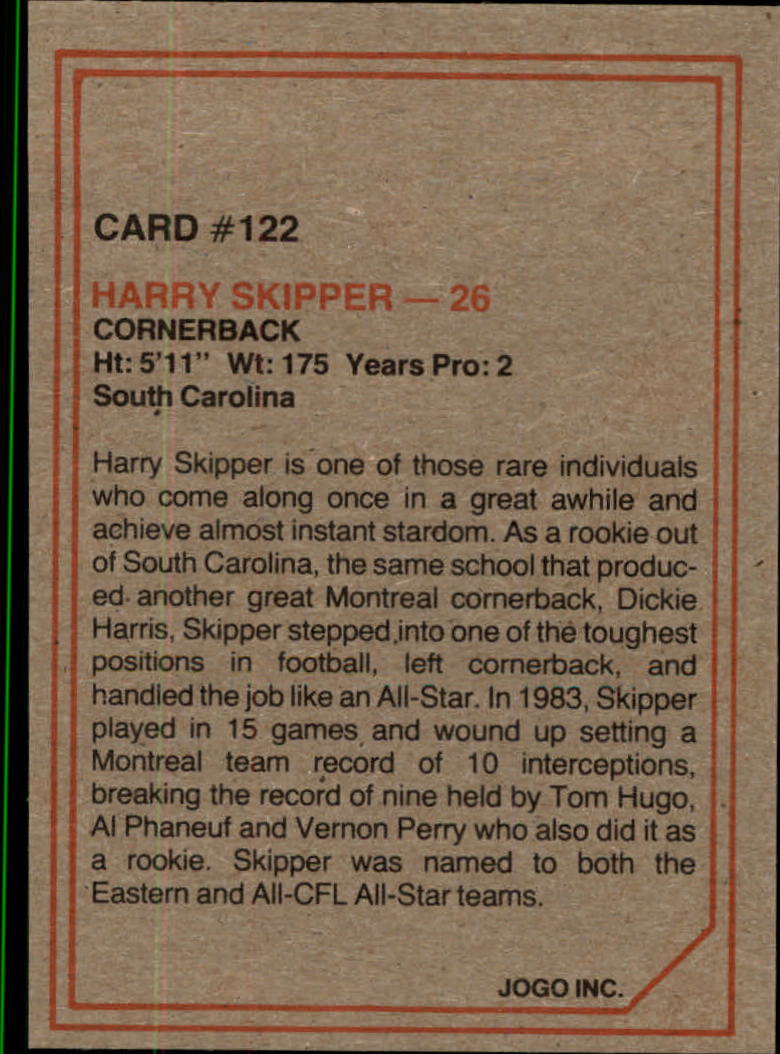 CARD #122
HARRY SKIPPER — 26
CORNERBACK
Ht: 5'11" Wt: 175 Years Pro: 2
South Carolina
Harry Skipper is one of those rare individuals
who come along once in a great awhile and
achieve almost instant stardom. As a rookie out
of South Carolina, the same school that produc-
ed another great Montreal cornerback, Dickie
Harris, Skipper stepped into one of the toughest
positions in football, left cornerback, and
handled the job like an All-Star. In 1983, Skipper
played in 15 games and wound up setting a
Montreal team record of 10 interceptions,
breaking the record of nine held by Tom Hugo,
Al Phaneuf and Vernon Perry who also did it as
a rookie. Skipper was named to both the
Eastern and All-CFL All-Star teams.
JOGO INC.